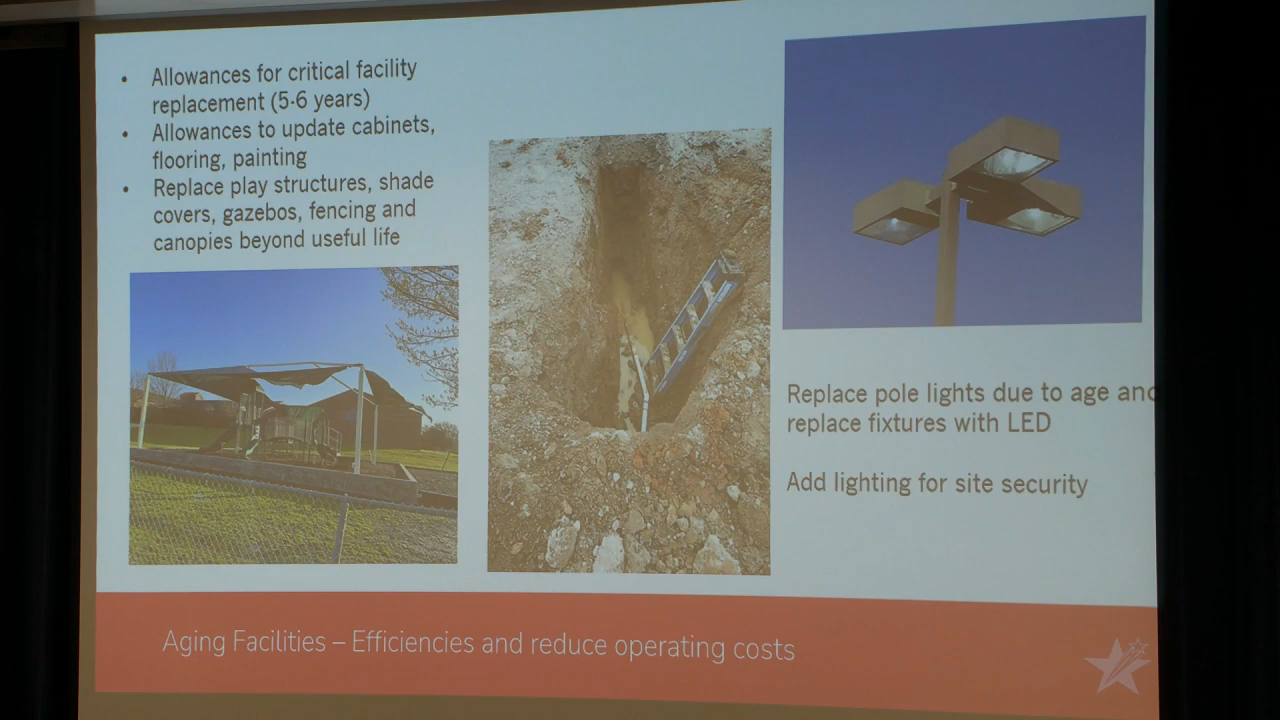 • Allowances for critical facility
replacement (5-6 years)
• Allowances to update cabinets,
flooring, painting
• Replace play structures, shade
covers, gazebos, fencing and
canopies beyond useful life
Replace pole lights due to age and
replace fixtures with LED
Add lighting for site security
Aging Facilities – Efficiencies and reduce operating costs